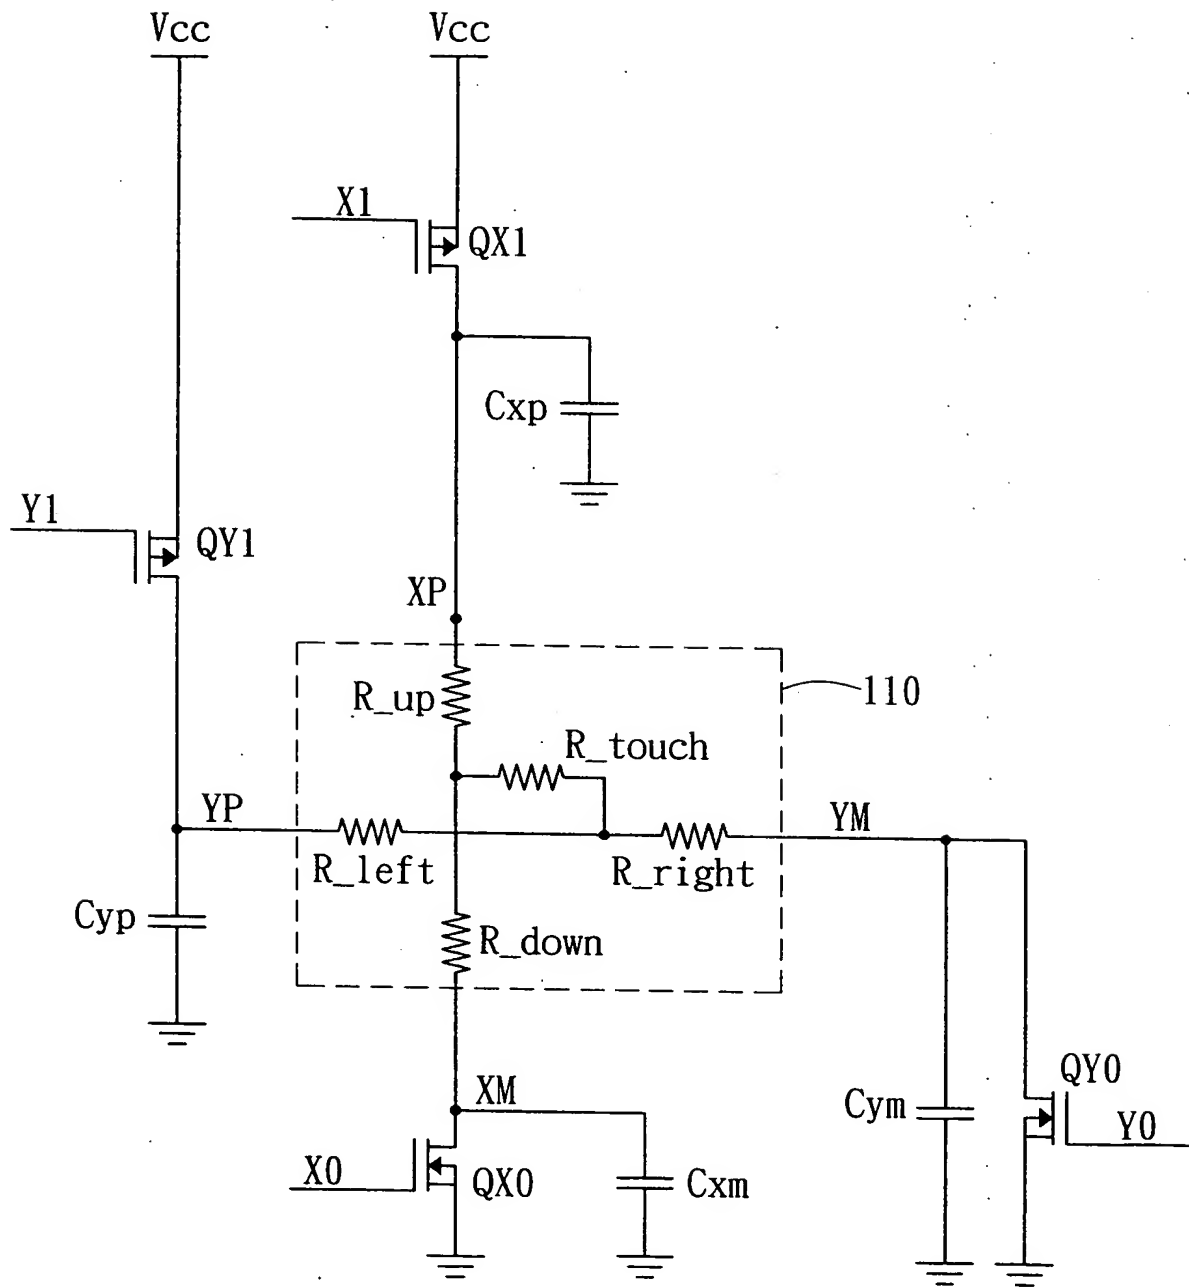 Vcc
Vcc
X1
QX1
Cxp
Y1
QY1
XP
R_up
110
R_touch
YP
YM
R_left
R_right
Cyp
R_down
XM
QY0
Cym
Y0
X0
QX0
Cxm